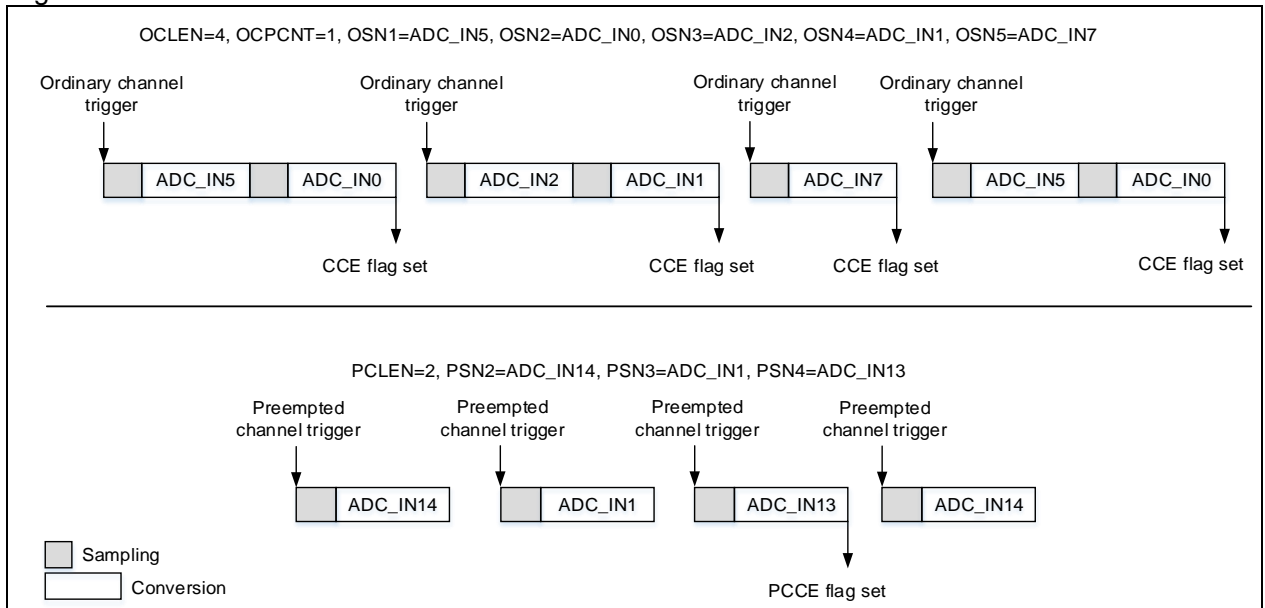 OCLEN=4, OCPCNT=1, OSN1=ADC_IN5, OSN2=ADC_IN0, OSN3=ADC_IN2, OSN4=ADC_IN1, OSN5=ADC_IN7
Ordinary channel trigger
Ordinary channel trigger
Ordinary channel trigger
Ordinary channel trigger
ADC_IN5
ADC_IN0
ADC_IN2
ADC_IN1
ADC_IN7
ADC_IN5
ADC_IN0
CCE flag set
CCE flag set
CCE flag set
CCE flag set
PCLEN=2, PSN2=ADC_IN14, PSN3=ADC_IN1, PSN4=ADC_IN13
Preempted channel trigger
Preempted channel trigger
Preempted channel trigger
Preempted channel trigger
ADC_IN14
ADC_IN1
ADC_IN13
ADC_IN14
Sampling
Conversion
PCCE flag set